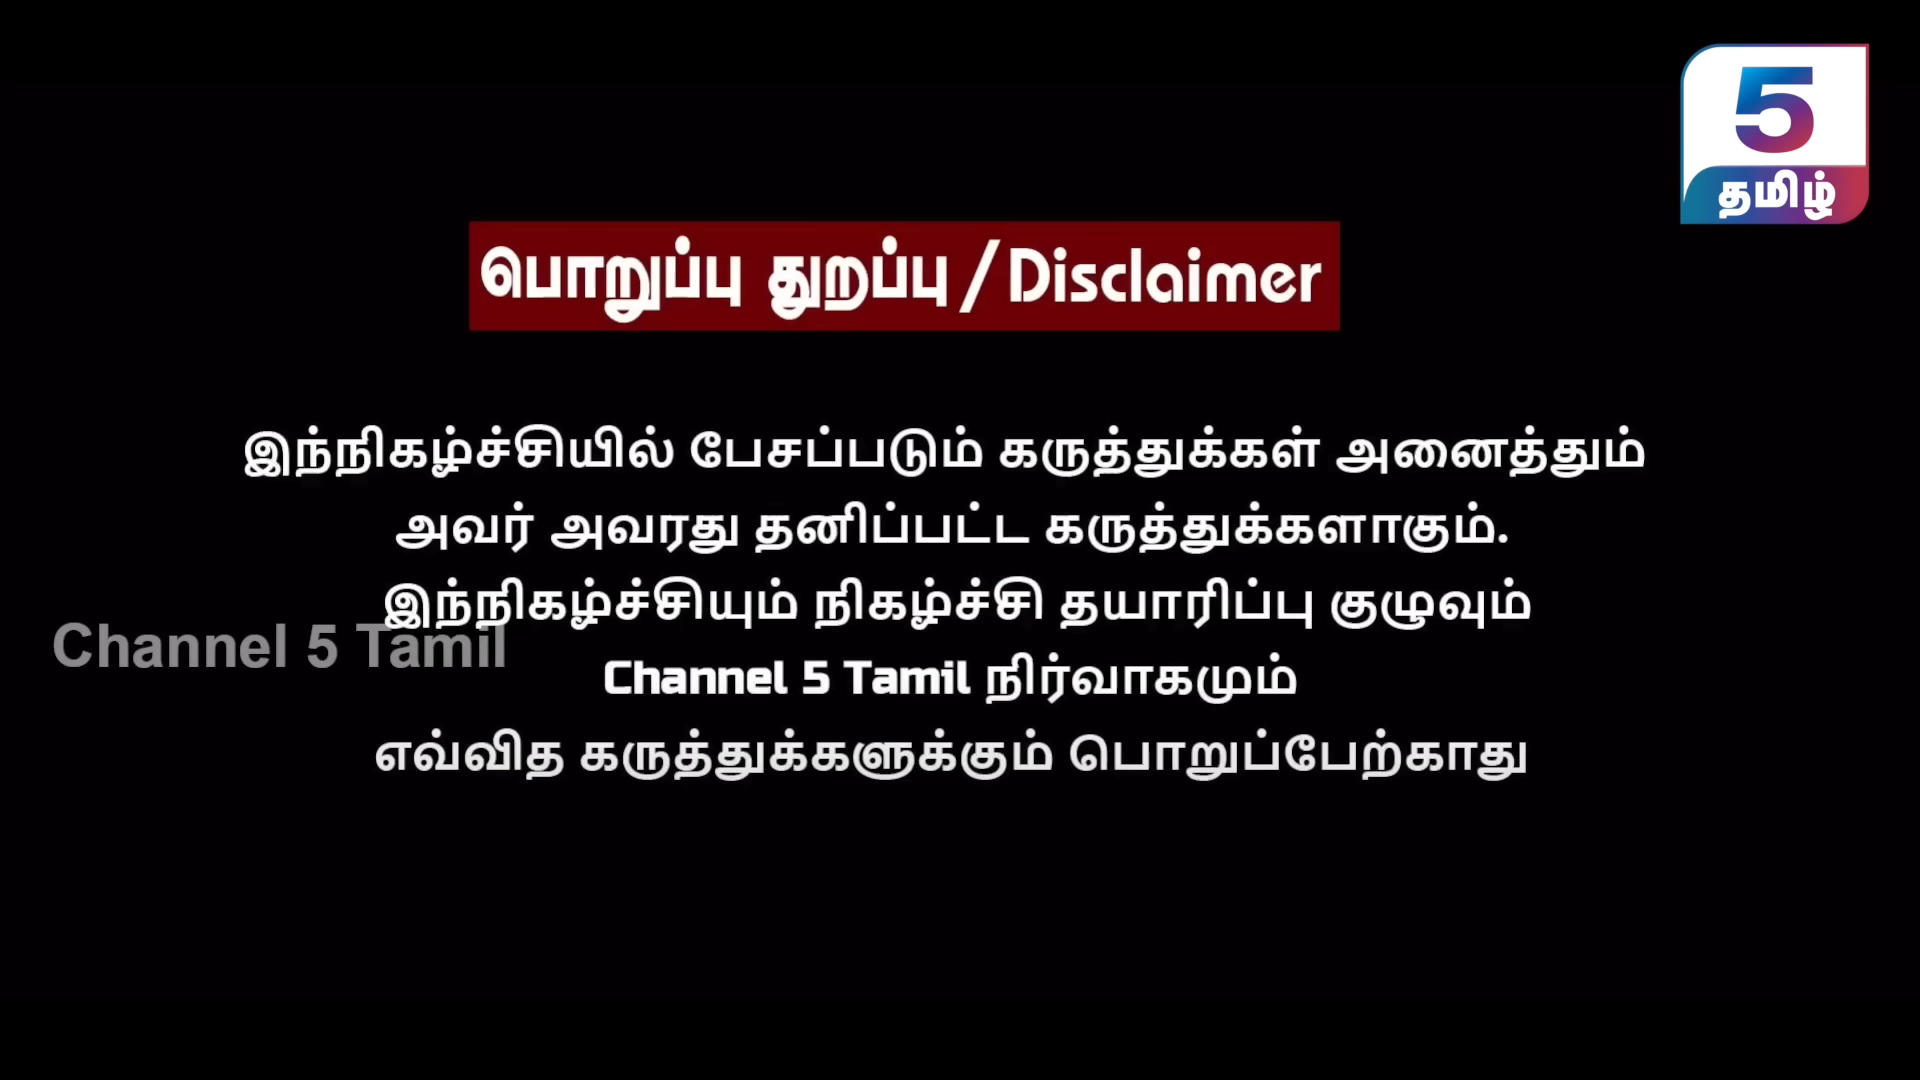 5
தமிழ்
பொறுப்பு துறப்பு / Disclaimer
இந்நிகழ்ச்சியில் பேசப்படும் கருத்துக்கள் அனைத்தும்
அவர் அவரது தனிப்பட்ட கருத்துக்களாகும்.
இந்நிகழ்ச்சியும் நிகழ்ச்சி தயாரிப்பு குழுவும்
Channel 5 Tamil
Channel 5 Tamil நிர்வாகமும்
எவ்வித கருத்துக்களுக்கும் பொறுப்பேற்காது